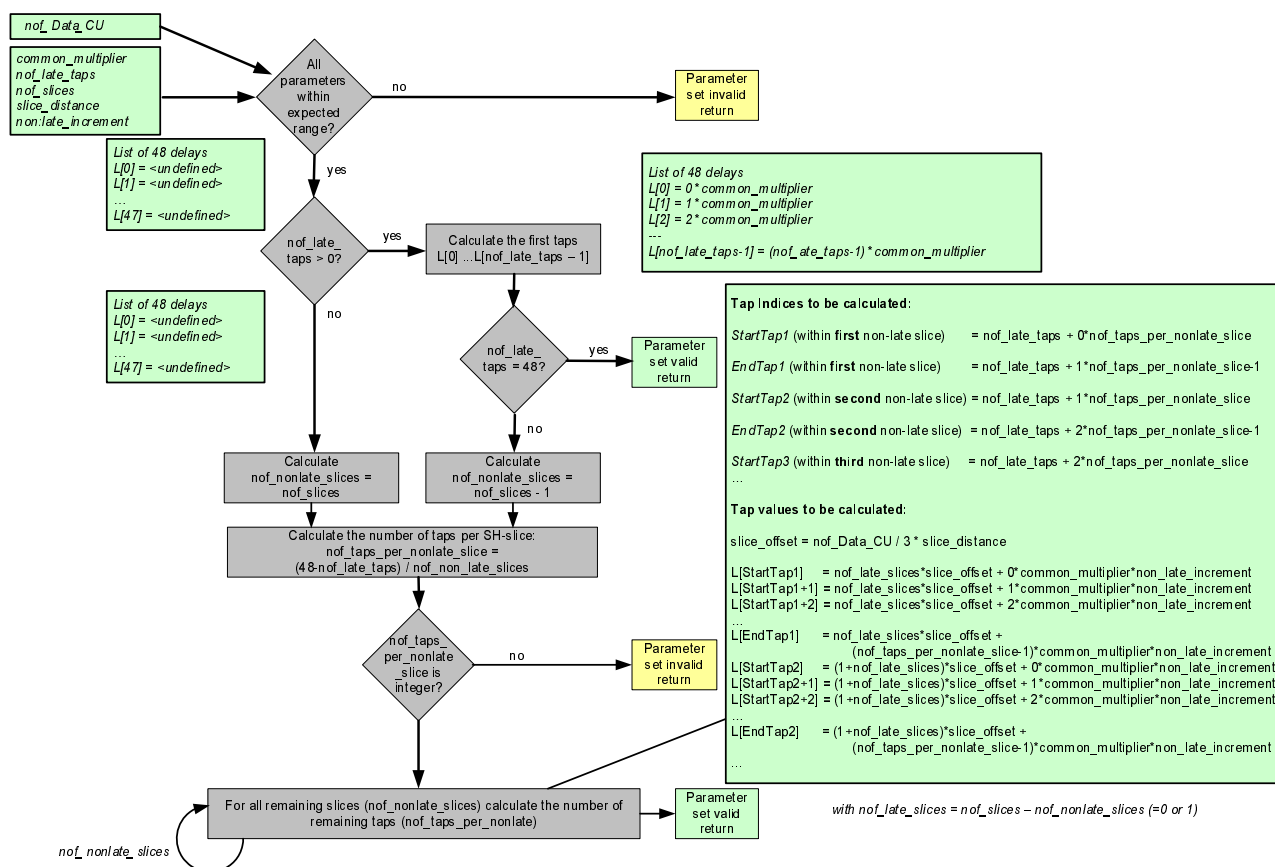 nof_Data_CU
common_multiplier
nof_late_taps
nof_slices
slice_distance
non:late_increment
All
parameters
within
expected
range?
no
Parameter
set invalid
return
yes
List of 48 delays
L[0] = <undefined>
L[1] = <undefined>
...
L[47] = <undefined>
List of 48 delays
L[0] = 0*common_multiplier
L[1] = 1*common_multiplier
L[2] = 2*common_multiplier
---
L[nof_late_taps-1] = (nof_ate_taps-1)*common_multiplier
nof_late_
taps > 0?
yes
Calculate the first taps
L[0] ...L[nof_late_taps – 1]
no
List of 48 delays
L[0] = <undefined>
L[1] = <undefined>
...
L[47] = <undefined>
nof_late_
taps = 48?
yes
Parameter
set valid
return
no
Calculate
nof_nonlate_slices =
nof_slices
Calculate
nof_nonlate_slices =
nof_slices - 1
Calculate the number of taps per SH-slice:
nof_taps_per_nonlate_slice =
(48-nof_late_taps) / nof_non_late_slices
nof_taps_
per_nonlate
_slice is
integer?
no
Parameter
set invalid
return
Tap Indices to be calculated:
StartTap1 (within first non-late slice) = nof_late_taps + 0*nof_taps_per_nonlate_slice
EndTap1 (within first non-late slice) = nof_late_taps + 1*nof_taps_per_nonlate_slice-1
StartTap2 (within second non-late slice) = nof_late_taps + 1*nof_taps_per_nonlate_slice
EndTap2 (within second non-late slice) = nof_late_taps + 2*nof_taps_per_nonlate_slice-1
StartTap3 (within third non-late slice) = nof_late_taps + 2*nof_taps_per_nonlate_slice
...
Tap values to be calculated:
slice_offset = nof_Data_CU / 3 * slice_distance
L[StartTap1] = nof_late_slices*slice_offset + 0*common_multiplier*non_late_increment
L[StartTap1+1] = nof_late_slices*slice_offset + 1*common_multiplier*non_late_increment
L[StartTap1+2] = nof_late_slices*slice_offset + 2*common_multiplier*non_late_increment
...
L[EndTap1] = nof_late_slices*slice_offset +
(nof_taps_per_nonlate_slice-1)*common_multiplier*non_late_increment
L[StartTap2] = (1+nof_late_slices)*slice_offset + 0*common_multiplier*non_late_increment
L[StartTap2+1] = (1+nof_late_slices)*slice_offset + 1*common_multiplier*non_late_increment
L[StartTap2+2] = (1+nof_late_slices)*slice_offset + 2*common_multiplier*non_late_increment
...
L[EndTap2] = (1+nof_late_slices)*slice_offset +
(nof_taps_per_nonlate_slice-1)*common_multiplier*non_late_increment
...
For all remaining slices (nof_nonlate_slices) calculate the number of
remaining taps (nof_taps_per_nonlate)
Parameter
set valid
return
with nof_late_slices = nof_slices – nof_nonlate_slices (=0 or 1)
nof_nonlate_slices